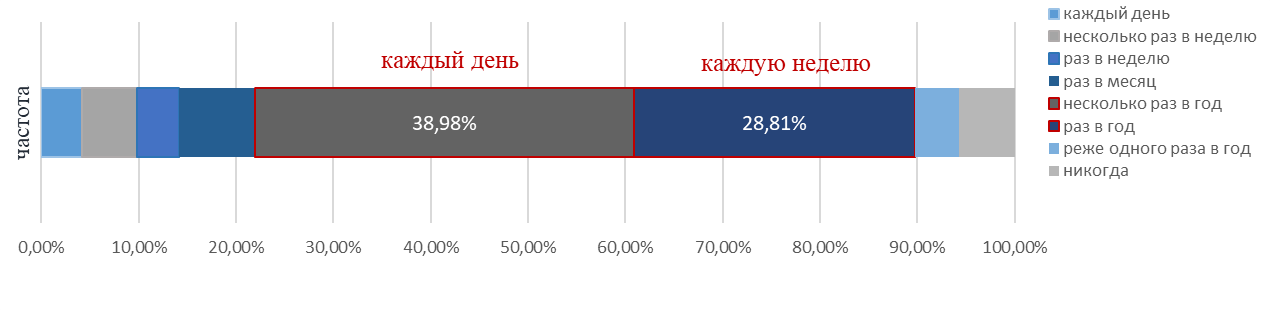 каждый день
каждую неделю
частота
38,98%
28,81%
0,00%
10,00%
20,00%
30,00%
40,00%
50,00%
60,00%
70,00%
80,00%
90,00%
100,00%
каждый день
несколько раз в неделю
раз в неделю
раз в месяц
несколько раз в год
раз в год
реже одного раза в год
никогда